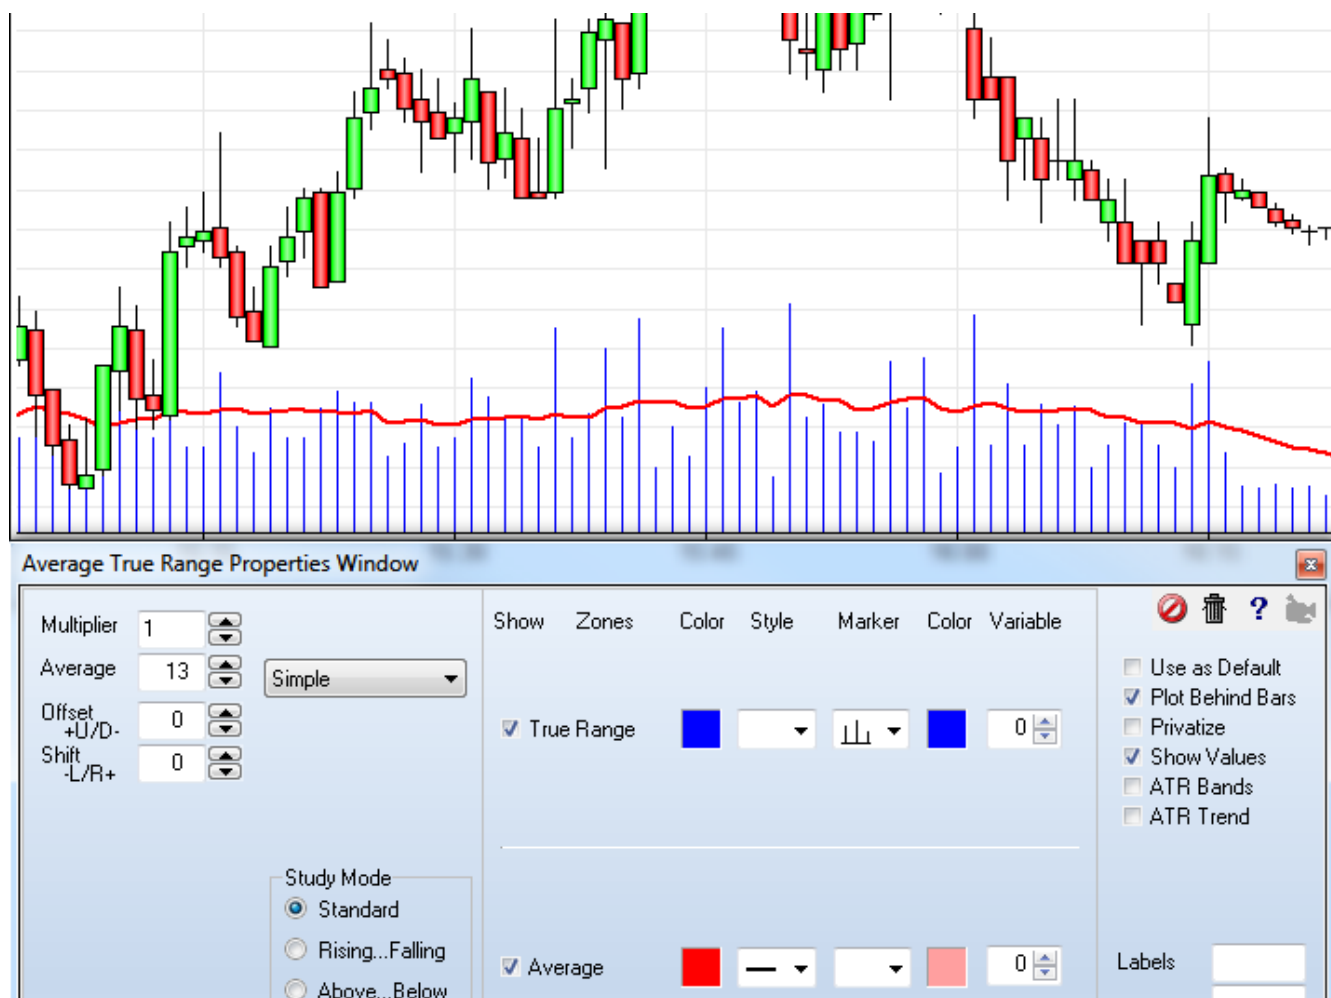 Average True Range Properties Window
Multiplier 1
Average 13 Simple
Offset +U/D- 0
Shift -L/R+ 0
Study Mode
Standard
Rising...Falling
Above...Below
Show Zones Color Style Marker Color Variable
True Range 0
Average 0
?
Use as Default
Plot Behind Bars
Privatize
Show Values
ATR Bands
ATR Trend
Labels